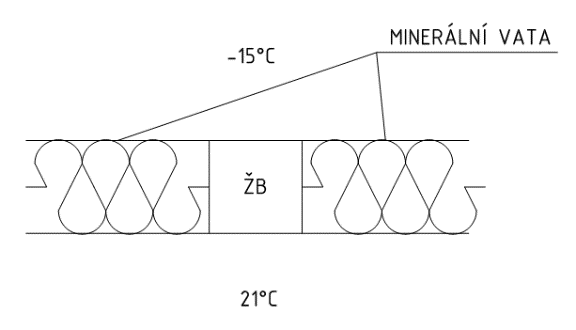 MINERÁLNÍ VATA
-15°C
ŽB
21°C